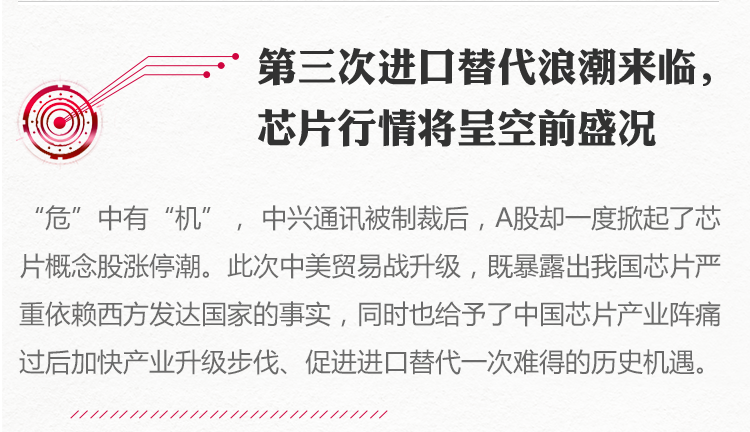 第三次进口替代浪潮来临，
芯片行情将呈空前盛况
“危”中有“机”，中兴通讯被制裁后，A股却一度掀起了芯
片概念股涨停潮。此次中美贸易战升级，既暴露出我国芯片严
重依赖西方发达国家的事实，同时也给予了中国芯片产业阵痛
过后加快产业升级步伐、促进进口替代一次难得的历史机遇。